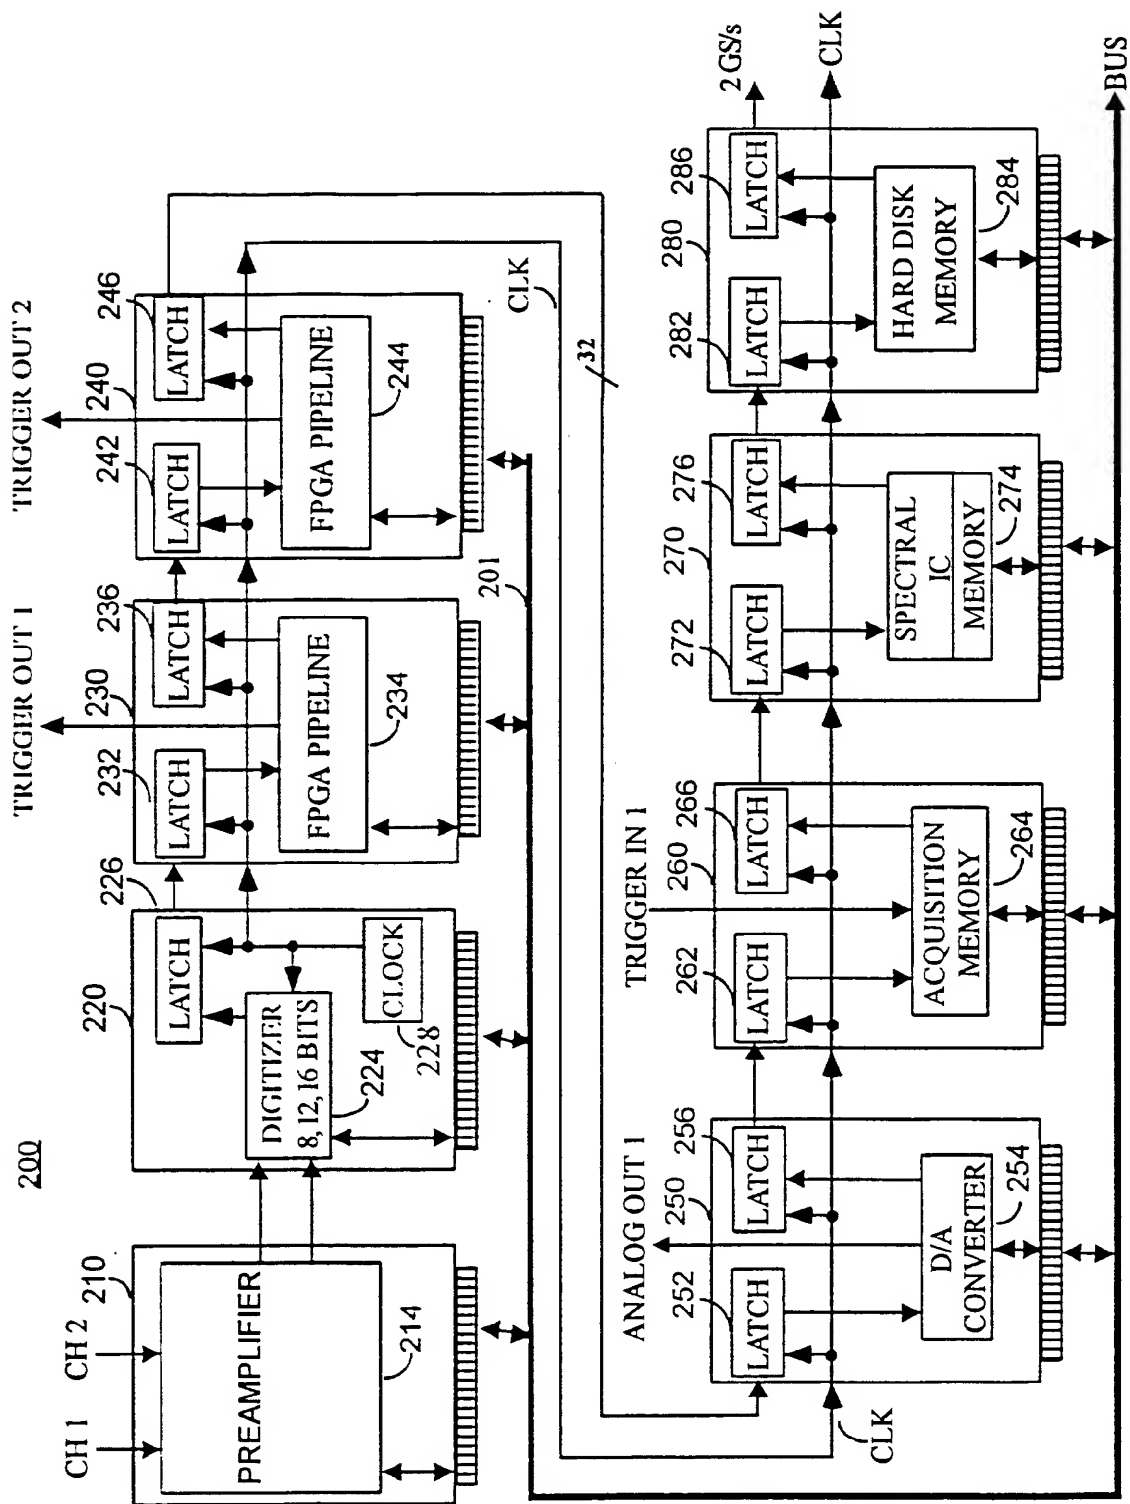 200
CH 1
CH 2
210
PREAMPLIFIER
214
220
226
LATCH
DIGITIZER
8, 12, 16 BITS
224
CLOCK
228
TRIGGER OUT 1
230
232
LATCH
236
LATCH
FPGA PIPELINE
234
TRIGGER OUT 2
240
242
LATCH
246
LATCH
FPGA PIPELINE
244
201
CLK
32
CLK
ANALOG OUT 1
250
252
LATCH
256
LATCH
D/A
CONVERTER
254
TRIGGER IN 1
260
262
LATCH
266
LATCH
ACQUISITION
MEMORY
264
270
272
LATCH
276
LATCH
SPECTRAL
IC
MEMORY
274
280
282
LATCH
286
LATCH
HARD DISK
MEMORY
284
2 GS/s
CLK
BUS